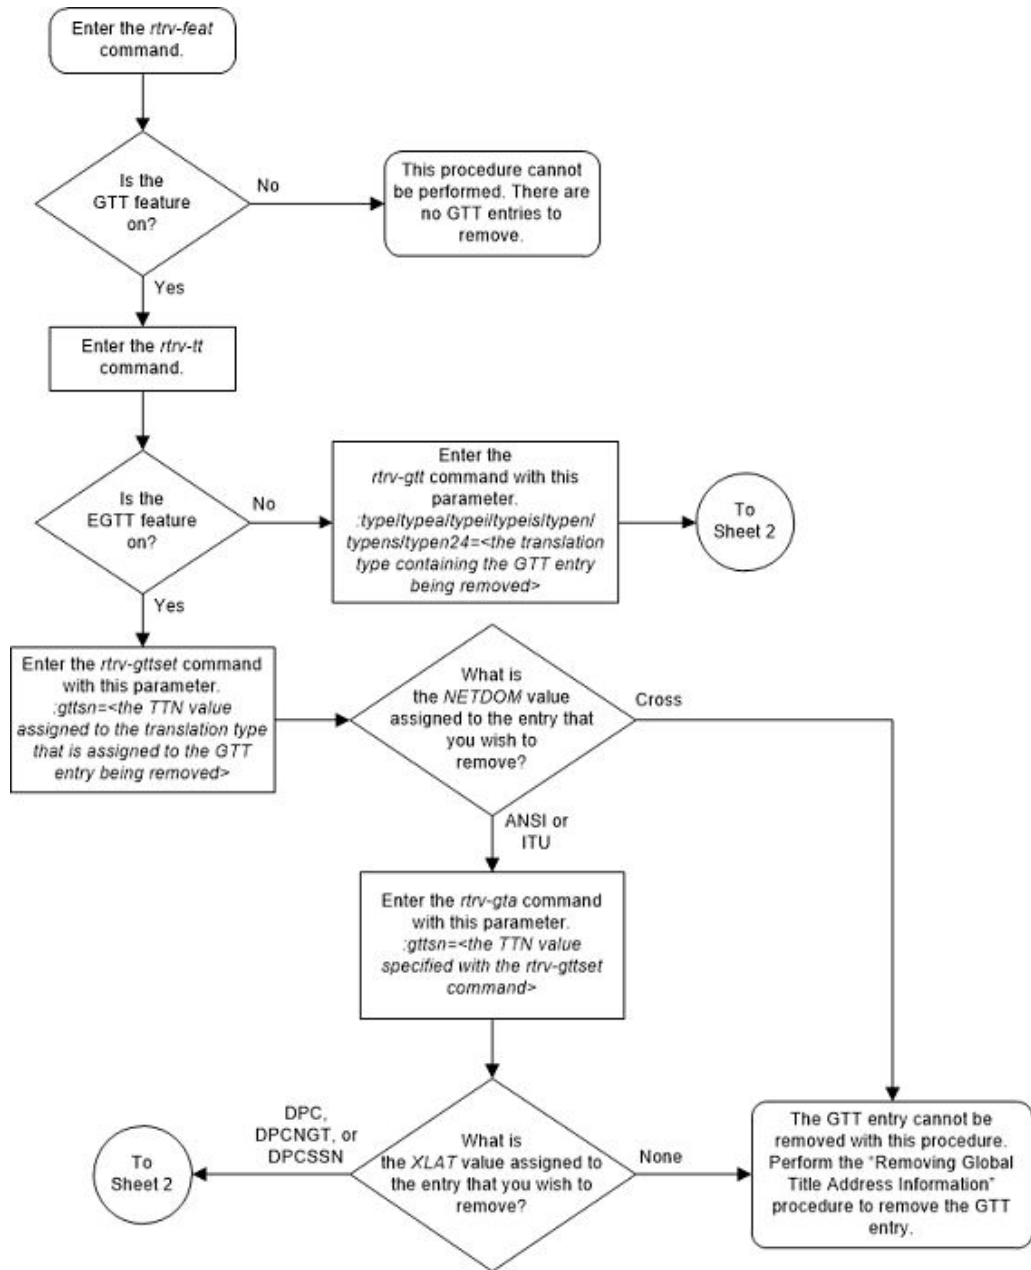 Enter the rtrv-feat
command.
Is the
GTT feature
on?
No
This procedure cannot
be performed. There are
no GTT entries to
remove.
Yes
Enter the rtrv-tt
command.
Is the
EGTT feature
on?
No
Enter the
rtrv-gtt command with this
parameter.
:type/typea/typei/typeis/typen/
typens/typen24=<the translation
type containing the GTT entry
being removed>
To
Sheet 2
Yes
Enter the rtrv-gttset command
with this parameter.
:gttsn=<the TTN value
assigned to the translation type
that is assigned to the GTT
entry being removed>
What is
the NETDOM value
assigned to the entry that
you wish to
remove?
Cross
ANSI or
ITU
Enter the rtrv-gta command
with this parameter.
:gttsn=<the TTN value
specified with the rtrv-gttset
command>
What is
the XLAT value assigned to
the entry that you wish to
remove?
DPC,
DPCNGT, or
DPCSSN
To
Sheet 2
None
The GTT entry cannot be
removed with this procedure.
Perform the "Removing Global
Title Address Information"
procedure to remove the GTT
entry.